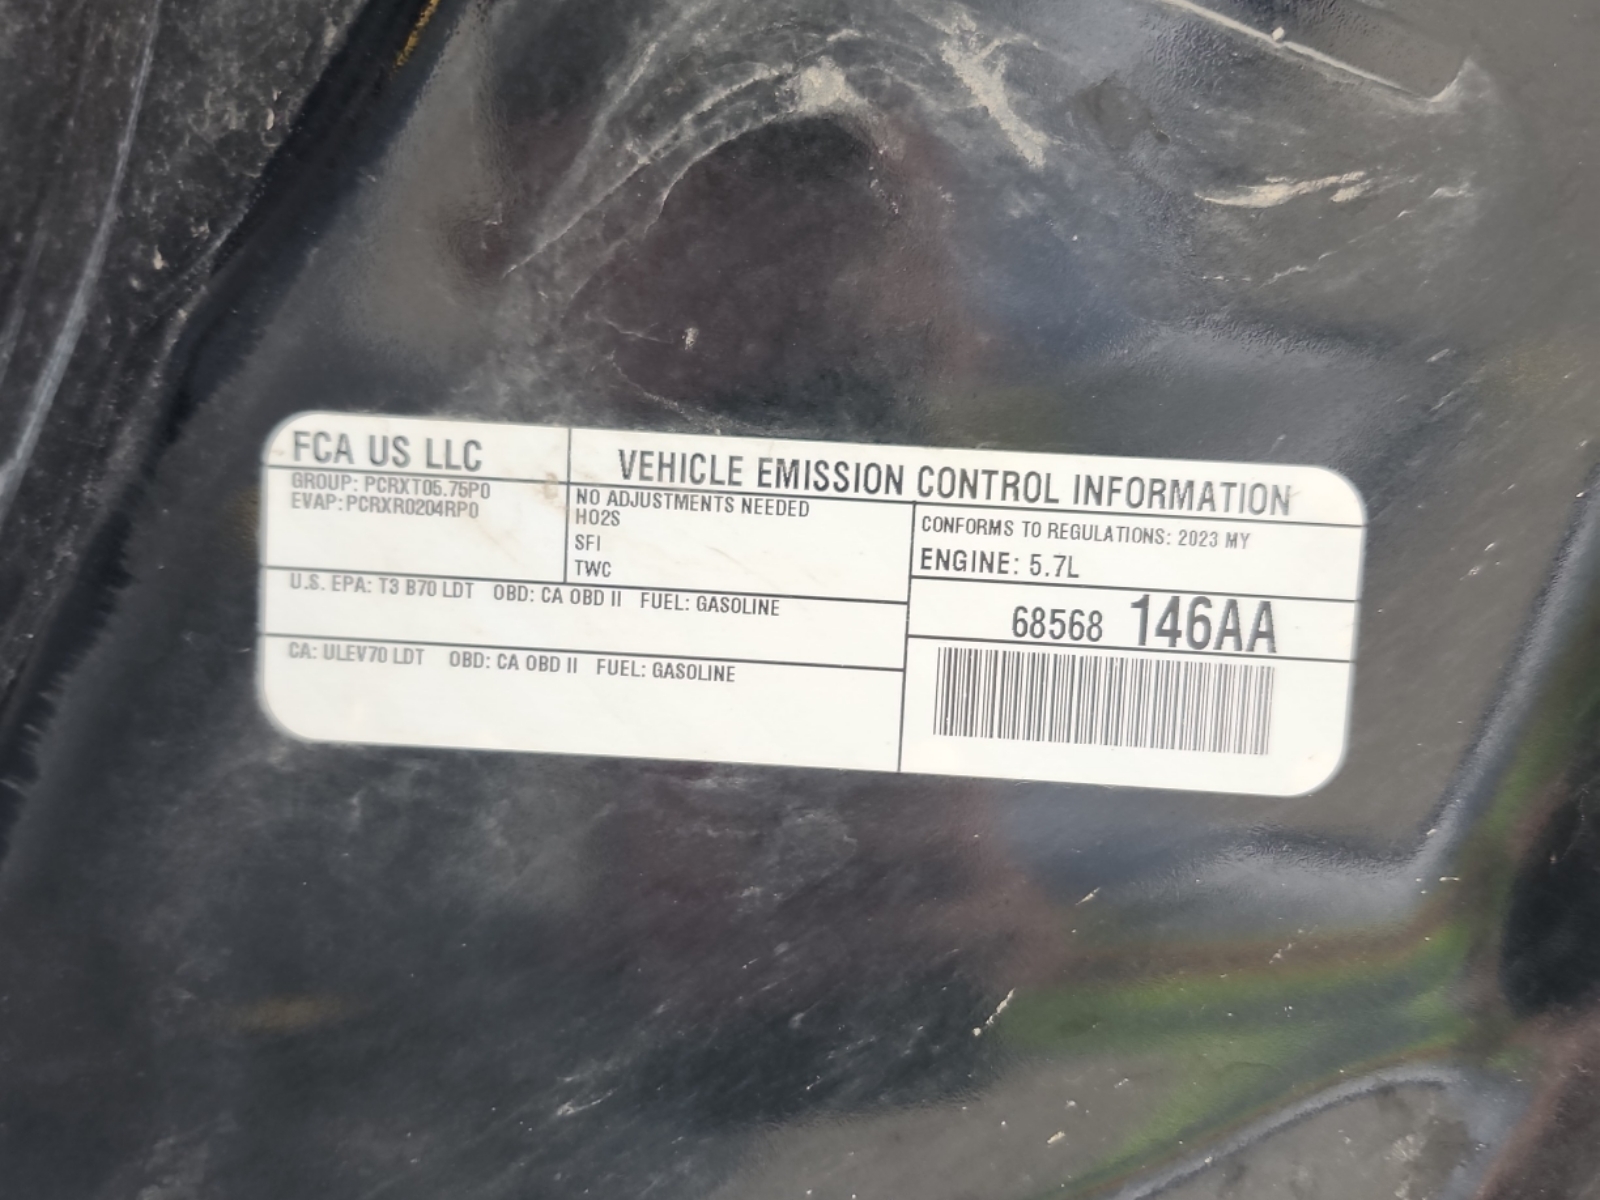 FCA US LLC
VEHICLE EMISSION CONTROL INFORMATION
GROUP: PCRXT05.75P0
EVAP: PCRXR0204RP0
NO ADJUSTMENTS NEEDED
HO2S
SFI
TWC
CONFORMS TO REGULATIONS: 2023 MY
ENGINE: 5.7L
U.S. EPA: T3 B70 LDT OBD: CA OBD II FUEL: GASOLINE
68568 146AA
CA: ULEV70 LDT OBD: CA OBD II FUEL: GASOLINE